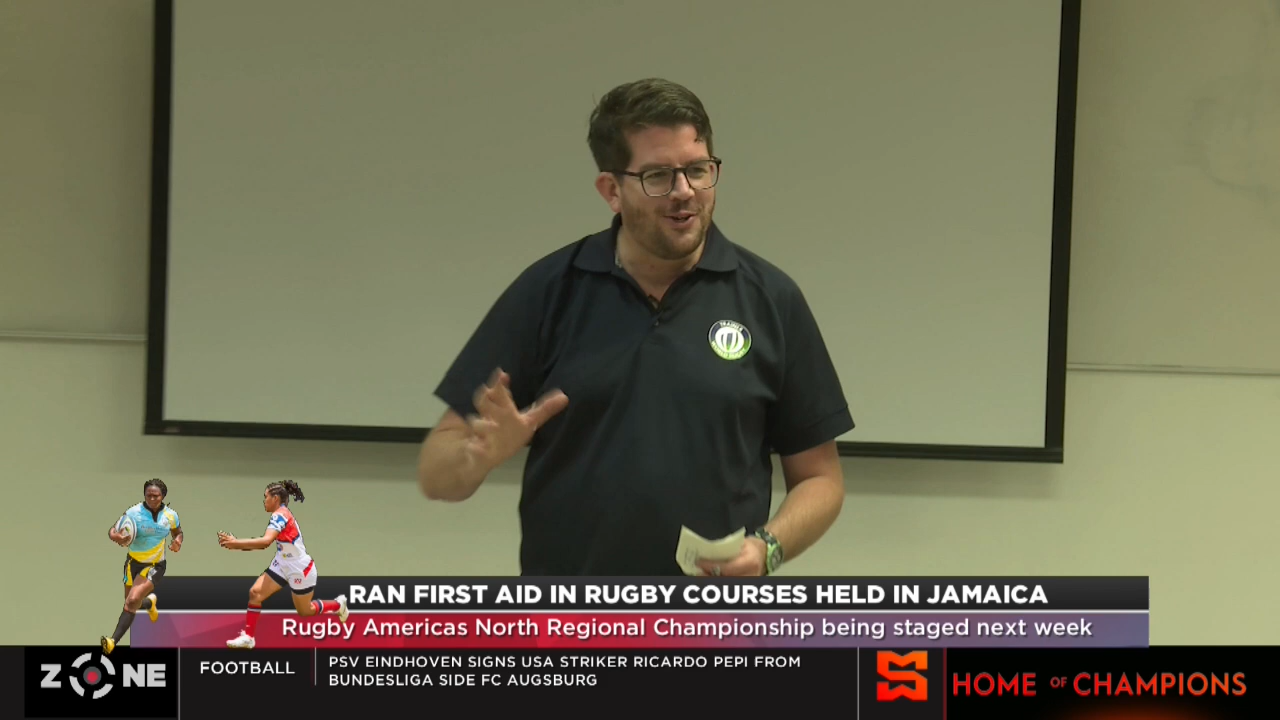 RAN FIRST AID IN RUGBY COURSES HELD IN JAMAICA
Rugby Americas North Regional Championship being staged next week
ZONE
FOOTBALL
PSV EINDHOVEN SIGNS USA STRIKER RICARDO PEPI FROM
BUNDESLIGA SIDE FC AUGSBURG
HOME OF CHAMPIONS